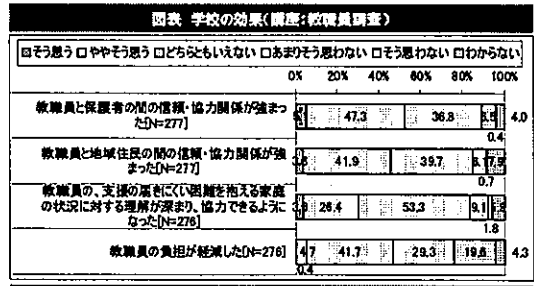 図表 学校の効果(講座:教職員調査)
そう思う ややそう思う どちらともいえない あまりそう思わない そう思わない わからない
0% 20% 40% 60% 80% 100%
教職員と保護者の間の信頼・協力関係が強まっ
た[N=277]
47.3 36.8 4.0
0.4
教職員と地域住民の間の信頼・協力関係が強
まった[N=277]
41.9 39.7
0.7
教職員の、支援の届きにくい困難を抱える家庭
の状況に対する理解が深まり、協力できるように
なった[N=276]
26.4 53.3 9.1
1.8
教職員の負担が軽減した[N=276]
4.7 41.7 29.3 19.6 4.3
0.4